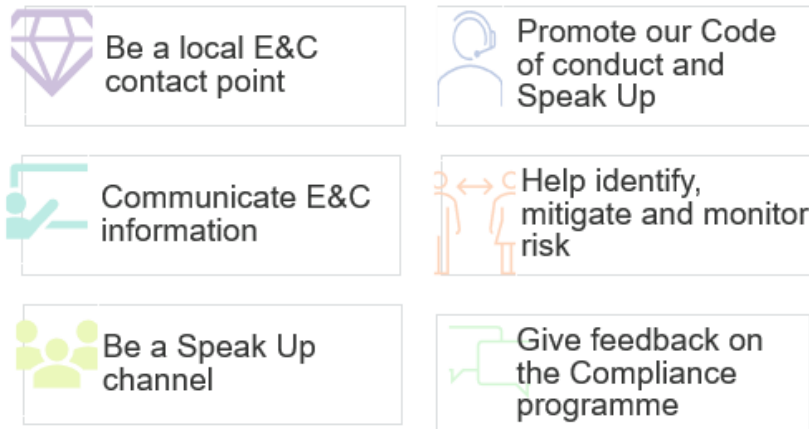 Be a local E&C
contact point
Promote our Code
of conduct and
Speak Up
Communicate E&C
information
Help identify,
mitigate and monitor
risk
Be a Speak Up
channel
Give feedback on
the Compliance
programme